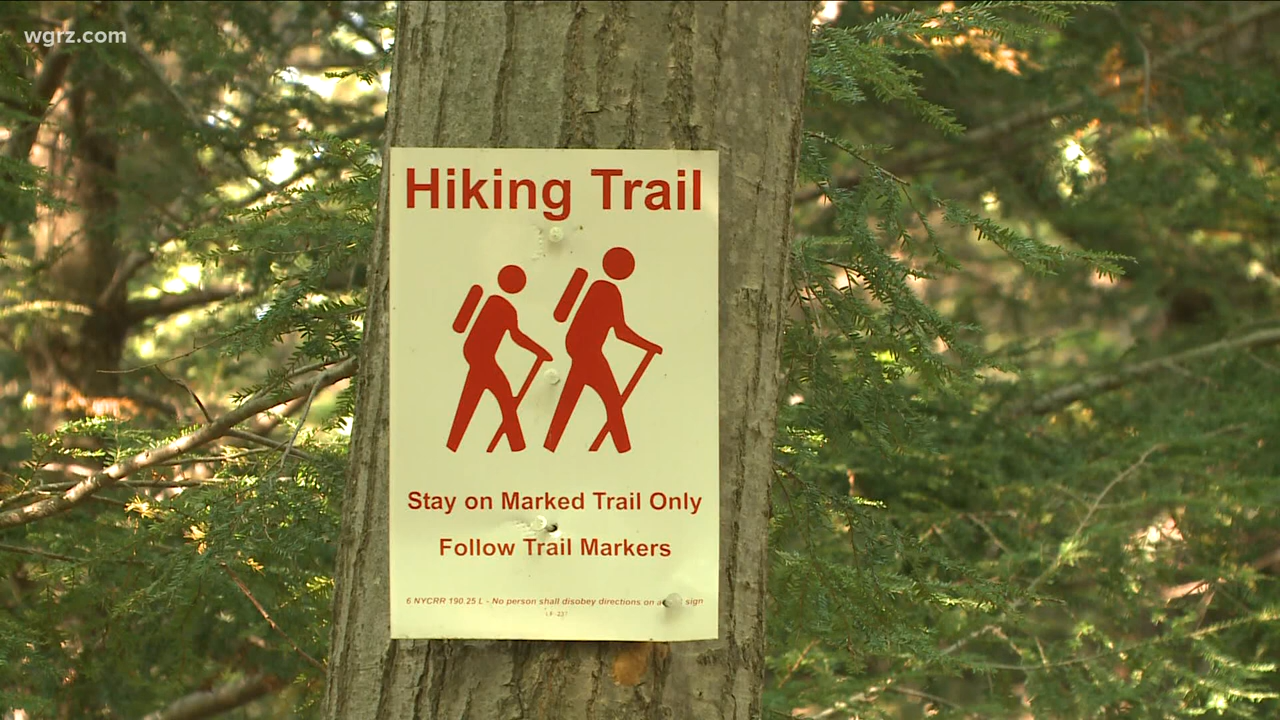 wgrz.com
Hiking Trail
Stay on Marked Trail Only
Follow Trail Markers
6 NYCRR 190.25 L - No person shall disobey directions on a sign